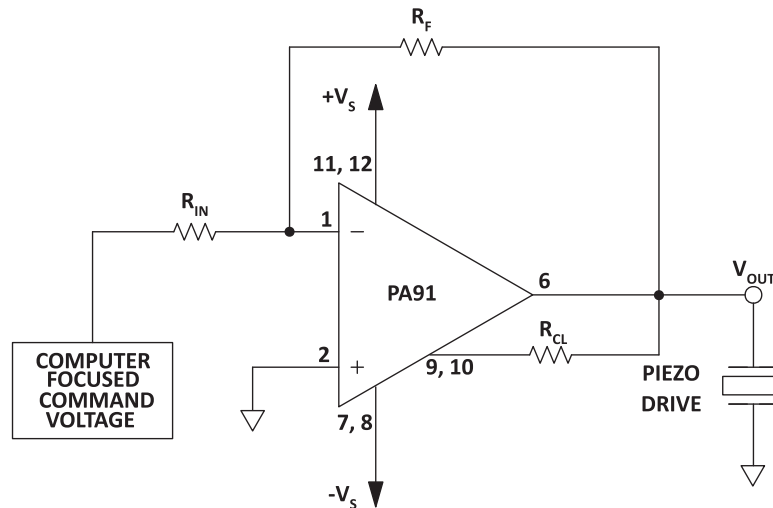 R_F
+V_S
11, 12
R_IN
1
6
V_OUT
PA91
R_CL
2
9, 10
COMPUTER
FOCUSED
COMMAND
VOLTAGE
PIEZO
DRIVE
7, 8
-V_S